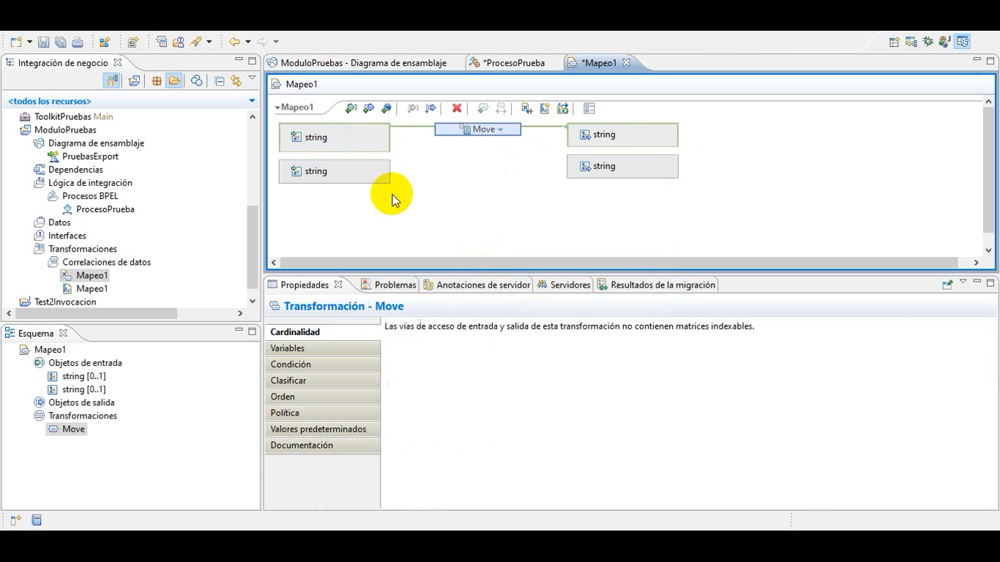 Integración de negocio
<todos los recursos>
ToolkitPruebas Main
ModuloPruebas
Diagrama de ensamblaje
PruebasExport
Dependencias
Lógica de integración
Procesos BPEL
ProcesoPrueba
Datos
Interfaces
Transformaciones
Correlaciones de datos
Mapeo1
Mapeo1
Test2Invocacion
Esquema
Mapeo1
Objetos de entrada
string [0..1]
string [0..1]
Objetos de salida
Transformaciones
Move
ModuloPruebas - Diagrama de ensamblaje
*ProcesoPrueba
*Mapeo1
Mapeo1
Mapeo1
string
Move
string
string
string
Propiedades
Problemas
Anotaciones de servidor
Servidores
Resultados de la migración
Transformación - Move
Cardinalidad
Las vías de acceso de entrada y salida de esta transformación no contienen matrices indexables.
Variables
Condición
Clasificar
Orden
Política
Valores predeterminados
Documentación